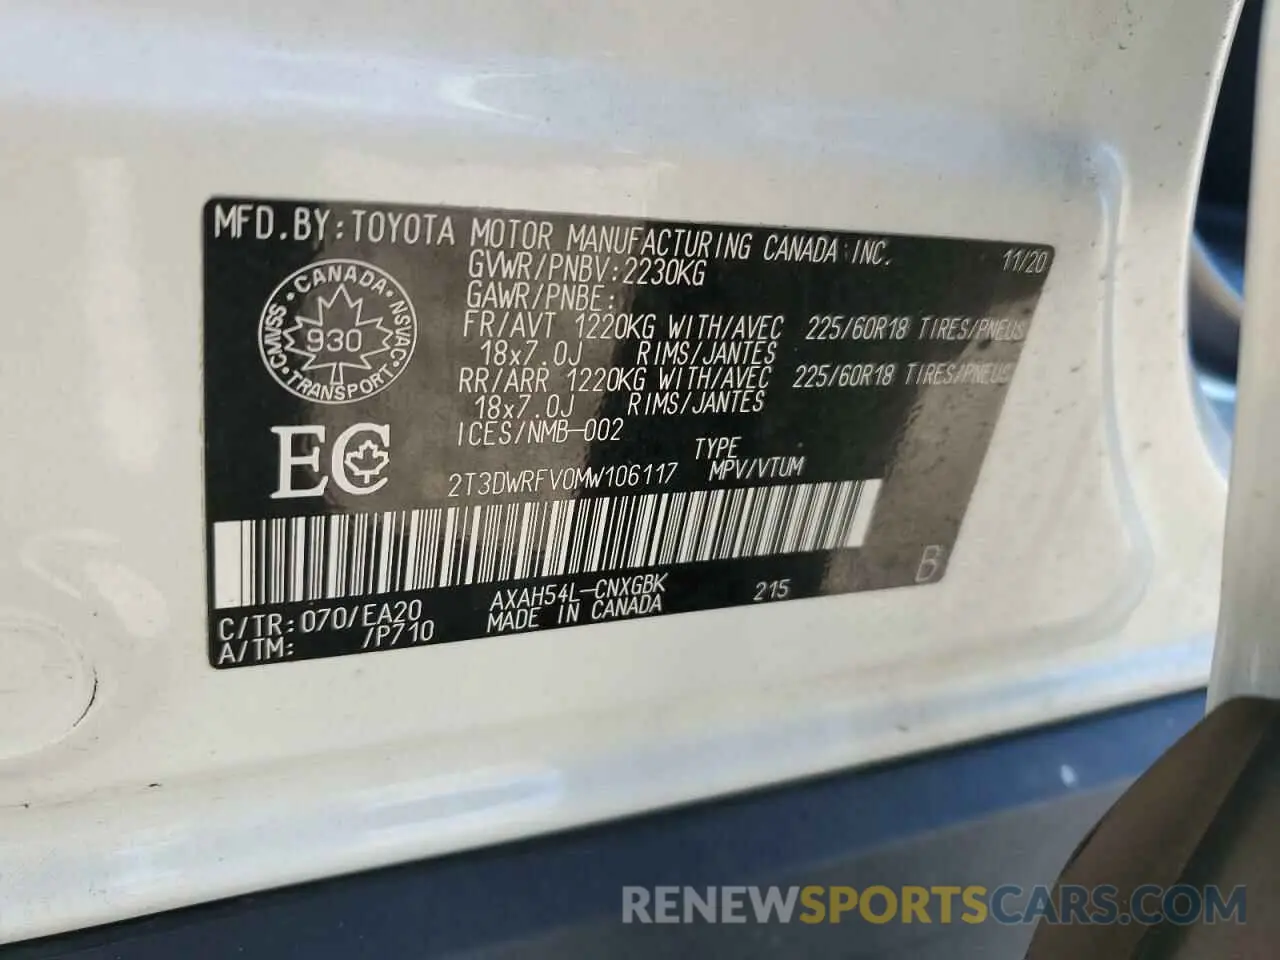 MFD.BY:TOYOTA MOTOR MANUFACTURING CANADA INC. 11/20
GVWR/PNBV:2230KG
GAWR/PNBE:
FR/AVT 1220KG WITH/AVEC 225/60R18 TIRES/PNEUS
18x7.0J RIMS/JANTES
RR/ARR 1220KG WITH/AVEC 225/60R18 TIRES/PNEUS
18x7.0J RIMS/JANTES
ICES/NMB-002
CANADA · NSVAC · TRANSPORT · CMVSS ·
930
EC
TYPE
2T3DWRFV0MW106117 MPV/VTUM
C/TR:070/EA20 AXAH54L-CNXGBK 215 B
A/TM: /P710 MADE IN CANADA
RENEWSPORTSCARS.COM